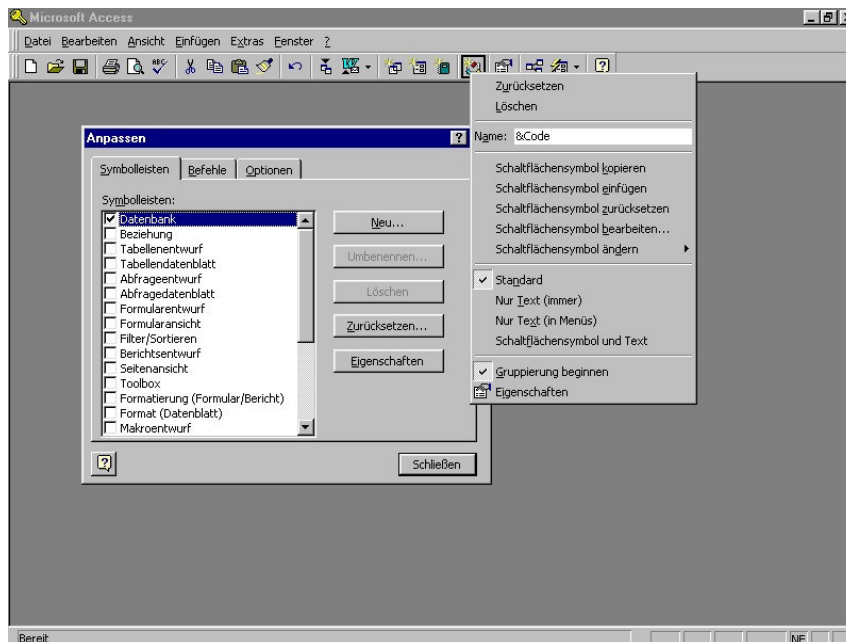 Microsoft Access
Datei Bearbeiten Ansicht Einfügen Extras Fenster ?
Anpassen
Symbolleisten Befehle Optionen
Symbolleisten:
Datenbank
Beziehung
Tabellenentwurf
Tabellendatenblatt
Abfrageentwurf
Abfragedatenblatt
Formularentwurf
Formularansicht
Filter/Sortieren
Berichtsentwurf
Seitenansicht
Toolbox
Formatierung (Formular/Bericht)
Format (Datenblatt)
Makroentwurf
Neu...
Umbenennen...
Löschen
Zurücksetzen...
Eigenschaften
Schließen
Zurücksetzen
Löschen
Name: &Code
Schaltflächensymbol kopieren
Schaltflächensymbol einfügen
Schaltflächensymbol zurücksetzen
Schaltflächensymbol bearbeiten...
Schaltflächensymbol ändern
Standard
Nur Text (immer)
Nur Text (in Menüs)
Schaltflächensymbol und Text
Gruppierung beginnen
Eigenschaften
Bereit
NF